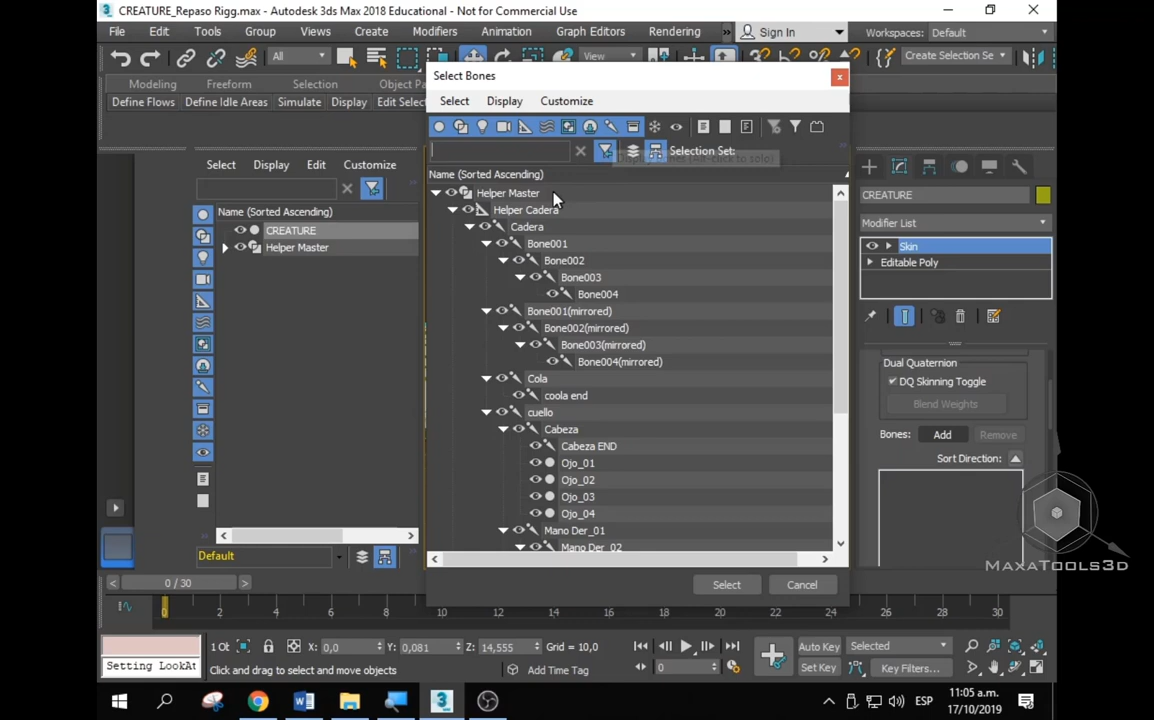 CREATURE_Repaso Rigg.max - Autodesk 3ds Max 2018 Educational - Not for Commercial Use
File Edit Tools Group Views Create Modifiers Animation Graph Editors Rendering » Sign In Workspaces: Default
All View Create Selection Se
Modeling Freeform Selection Object Pa
Define Flows Define Idle Areas Simulate Display Edit Selec
Select Bones
Select Display Customize
Selection Set:
Name (Sorted Ascending)
Helper Master
Helper Cadera
Cadera
Bone001
Bone002
Bone003
Bone004
Bone001(mirrored)
Bone002(mirrored)
Bone003(mirrored)
Bone004(mirrored)
Cola
coola end
cuello
Cabeza
Cabeza END
Ojo_01
Ojo_02
Ojo_03
Ojo_04
Mano Der_01
Mano Der_02
Select Cancel
Select Display Edit Customize
Name (Sorted Ascending)
CREATURE
Helper Master
Default
CREATURE
Modifier List
Skin
Editable Poly
Dual Quaternion
DQ Skinning Toggle
Blend Weights
Bones: Add Remove
Sort Direction:
MAXATOOLS3D
0 / 30
0 2 4 6 8 10 12 14 16 18 20 22 24 26 28 30
1 Ot X: 0,0 Y: 0,081 Z: 14,555 Grid = 10,0
Auto Key Selected
Setting LookAt Click and drag to select and move objects Add Time Tag
0 Set Key Key Filters...
ESP
11:05 a.m.
17/10/2019